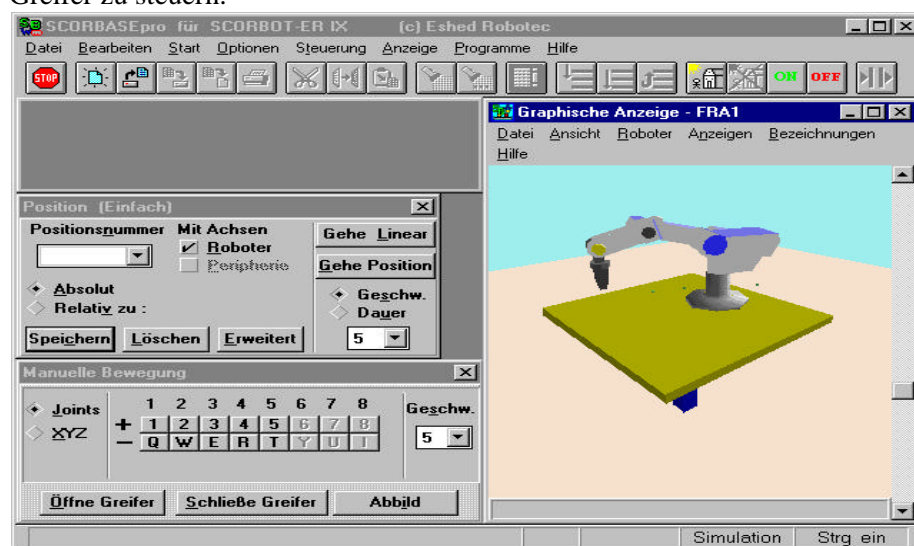 Greifer zu steuern.
SCORBASEpro für SCORBOT-ER IX (c) Eshed Robotec
Datei Bearbeiten Start Optionen Steuerung Anzeige Programme Hilfe
STOP ON OFF
Graphische Anzeige - FRA1
Datei Ansicht Roboter Anzeigen Bezeichnungen
Hilfe
Position (Einfach)
Positionsnummer Mit Achsen
Roboter
Peripherie
Gehe Linear
Gehe Position
Absolut
Relativ zu :
Geschw.
Dauer
Speichern Löschen Erweitert 5
Manuelle Bewegung
Joints
XYZ
1 2 3 4 5 6 7 8
+ 1 2 3 4 5 6 7 8
- Q W E R T Y U I
Geschw.
5
Öffne Greifer Schließe Greifer Abbild
Simulation Strg ein